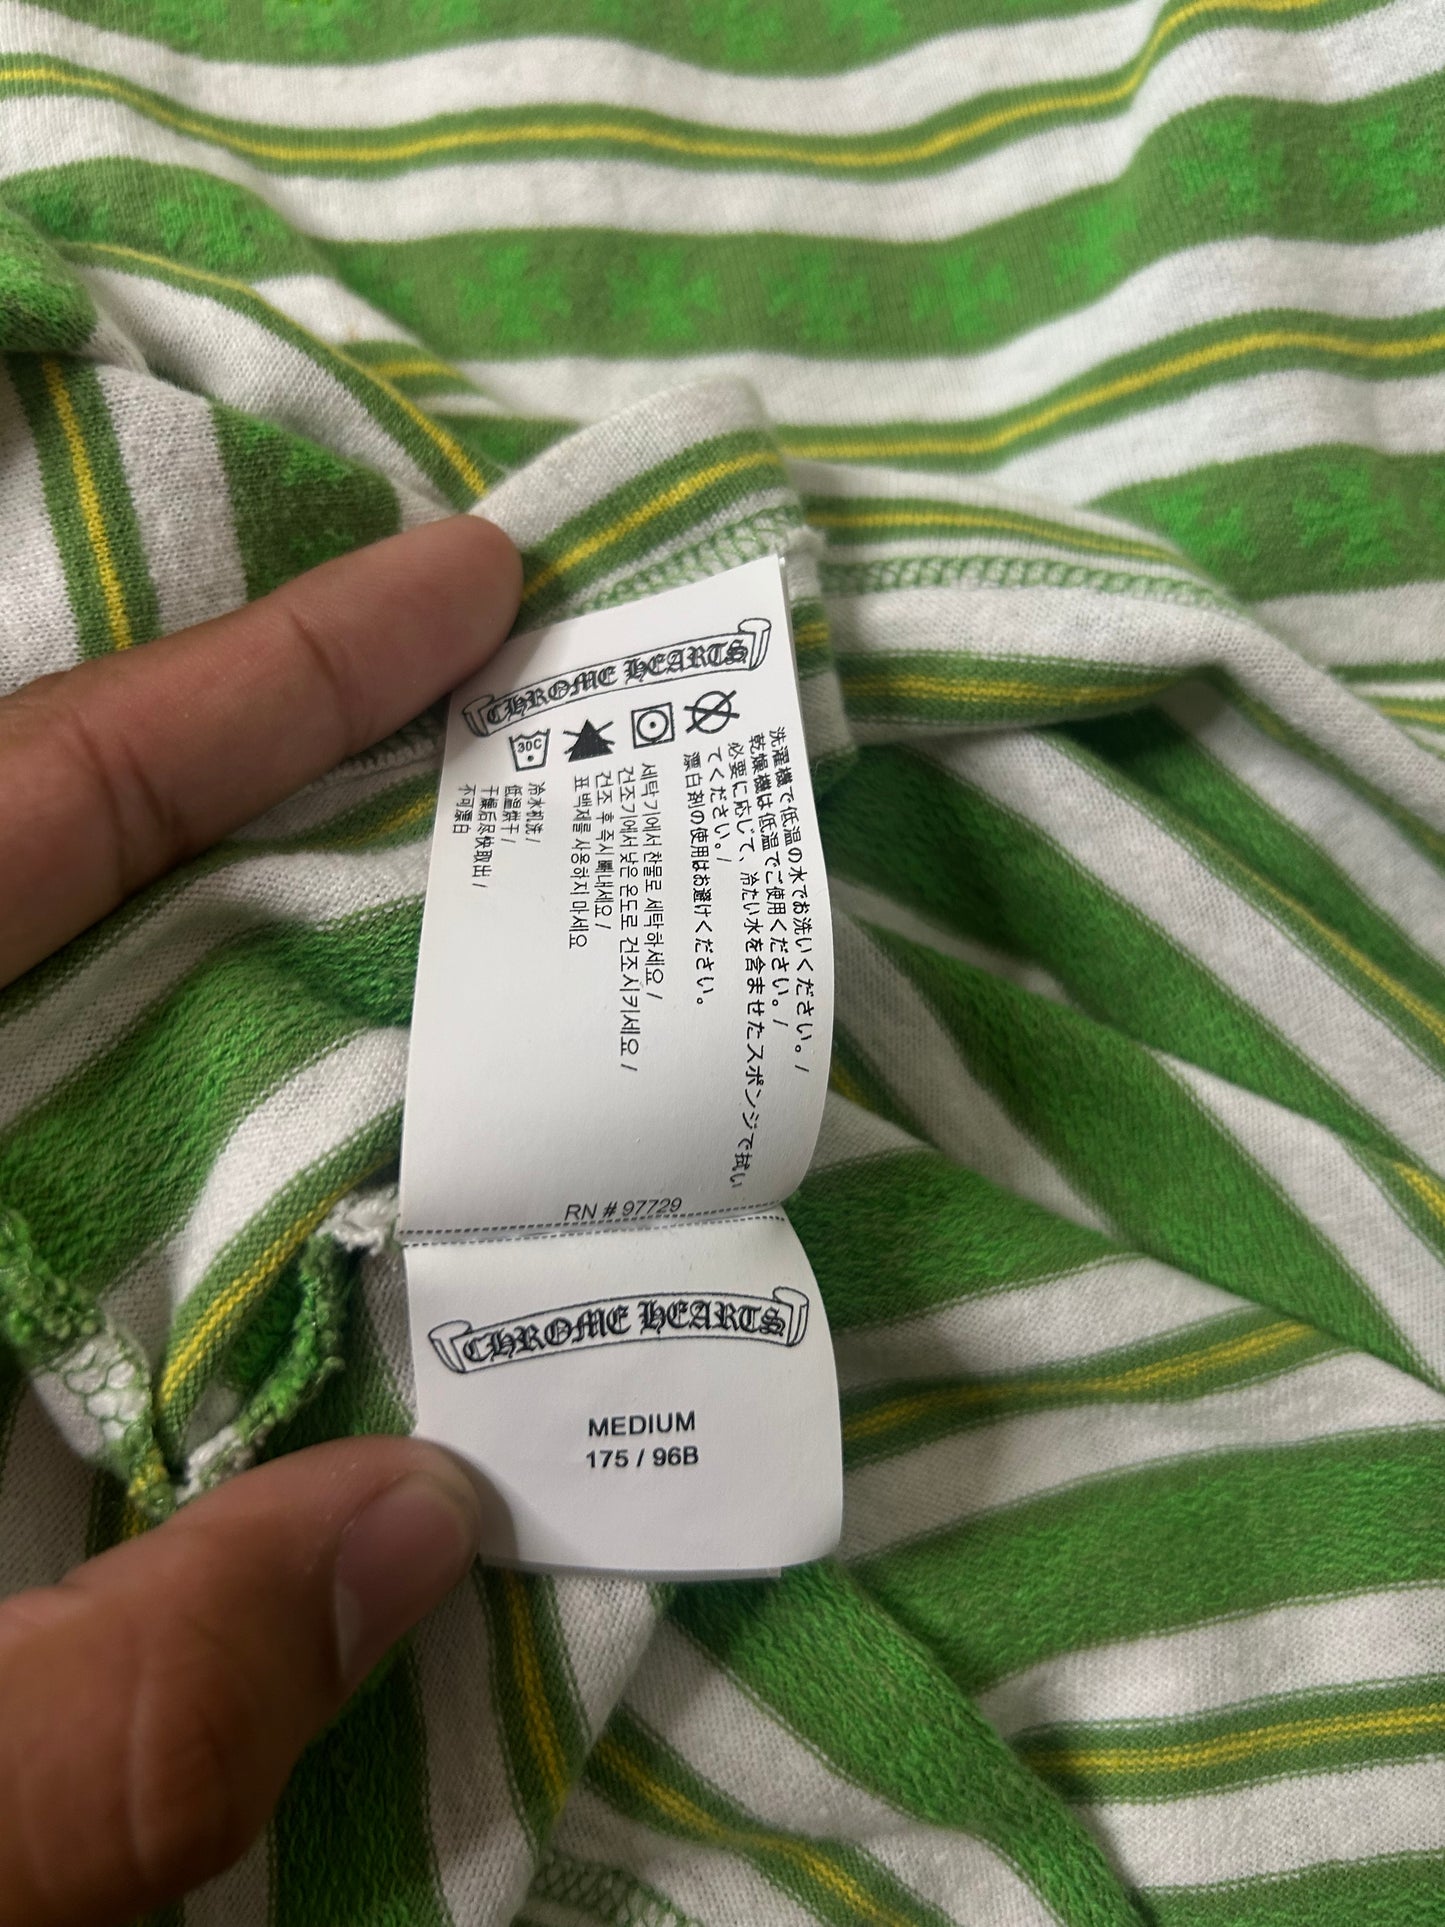 CHROME HEARTS
30C
洗濯機で低温の水でお洗いください。/
乾燥機は低温でご使用ください。/
必要に応じて、冷たい水を含ませたスポンジで拭い
てください。/
漂白剤の使用はお避けください。
세탁기에서 찬물로 세탁하세요 /
건조기에서 낮은 온도로 건조시키세요 /
건조 후 즉시 빼내세요 /
표백제를 사용하지 마세요
冷水机洗 /
低温烘干 /
干燥后尽快取出 /
不可漂白
RN # 97729
CHROME HEARTS
MEDIUM
175 / 96B